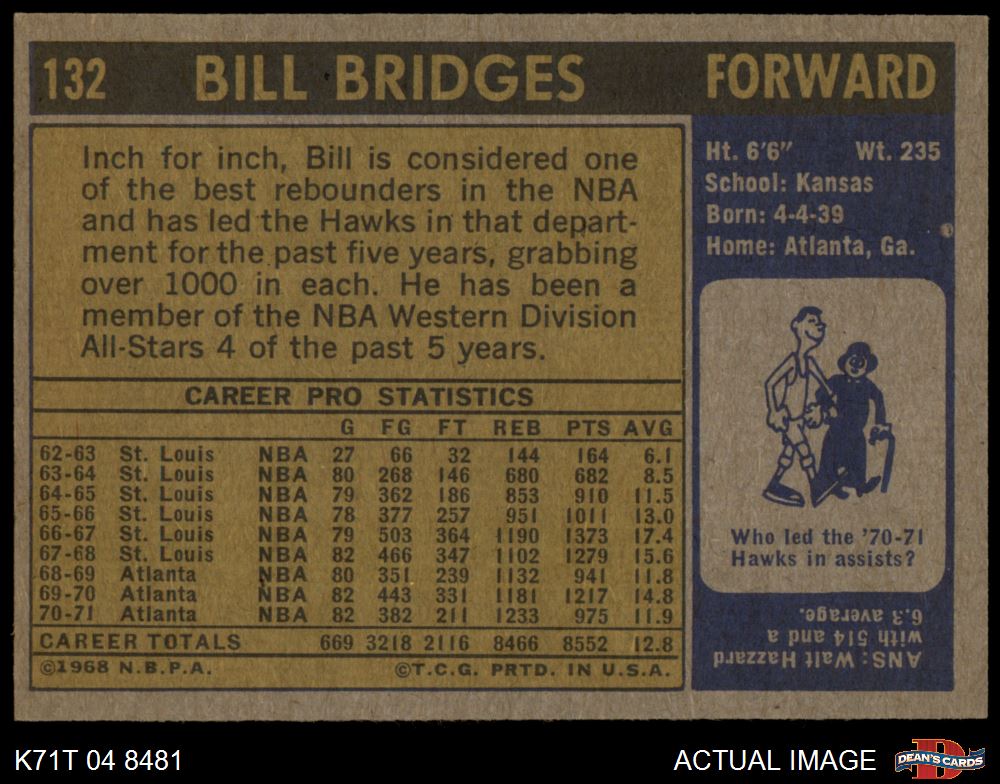 132 BILL BRIDGES FORWARD
Inch for inch, Bill is considered one
of the best rebounders in the NBA
and has led the Hawks in that depart-
ment for the past five years, grabbing
over 1000 in each. He has been a
member of the NBA Western Division
All-Stars 4 of the past 5 years.
CAREER PRO STATISTICS
G FG FT REB PTS AVG
62-63 St. Louis NBA 27 66 32 144 164 6.1
63-64 St. Louis NBA 80 268 146 680 682 8.5
64-65 St. Louis NBA 79 362 186 853 910 11.5
65-66 St. Louis NBA 78 377 257 951 1011 13.0
66-67 St. Louis NBA 79 503 364 1190 1373 17.4
67-68 St. Louis NBA 82 466 347 1102 1279 15.6
68-69 Atlanta NBA 80 351 239 1132 941 11.8
69-70 Atlanta NBA 82 443 331 1181 1217 14.8
70-71 Atlanta NBA 82 382 211 1233 975 11.9
CAREER TOTALS 669 3218 2116 8466 8552 12.8
©1968 N.B.P.A. ©T.C.G. PRTD. IN U.S.A.
Ht. 6'6" Wt. 235
School: Kansas
Born: 4-4-39
Home: Atlanta, Ga.
Who led the '70-71
Hawks in assists?
ANS: Walt Hazzard
with 514 and a
6.3 average.
K71T 04 8481
ACTUAL IMAGE
D
DEAN'S CARDS